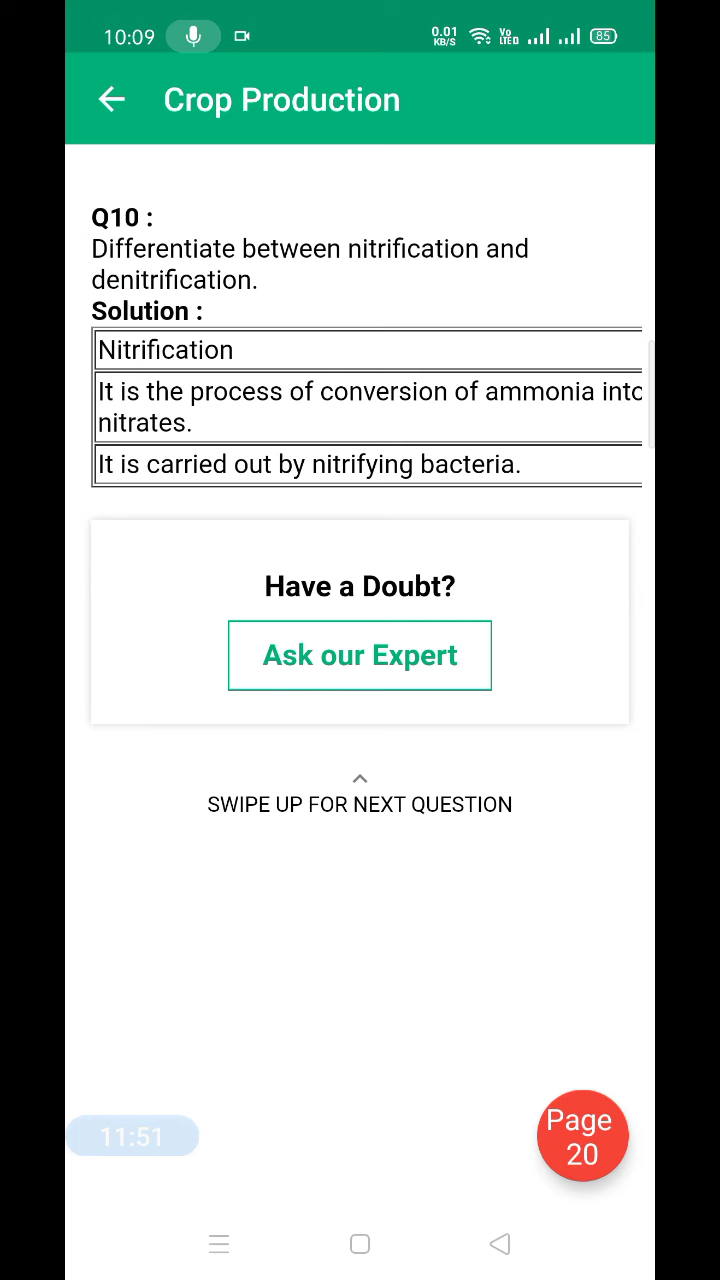 10:09
0.01
KB/S
Vo
LTE
85
Crop Production
Q10 :
Differentiate between nitrification and
denitrification.
Solution :
Nitrification
It is the process of conversion of ammonia into
nitrates.
It is carried out by nitrifying bacteria.
Have a Doubt?
Ask our Expert
SWIPE UP FOR NEXT QUESTION
11:51
Page
20